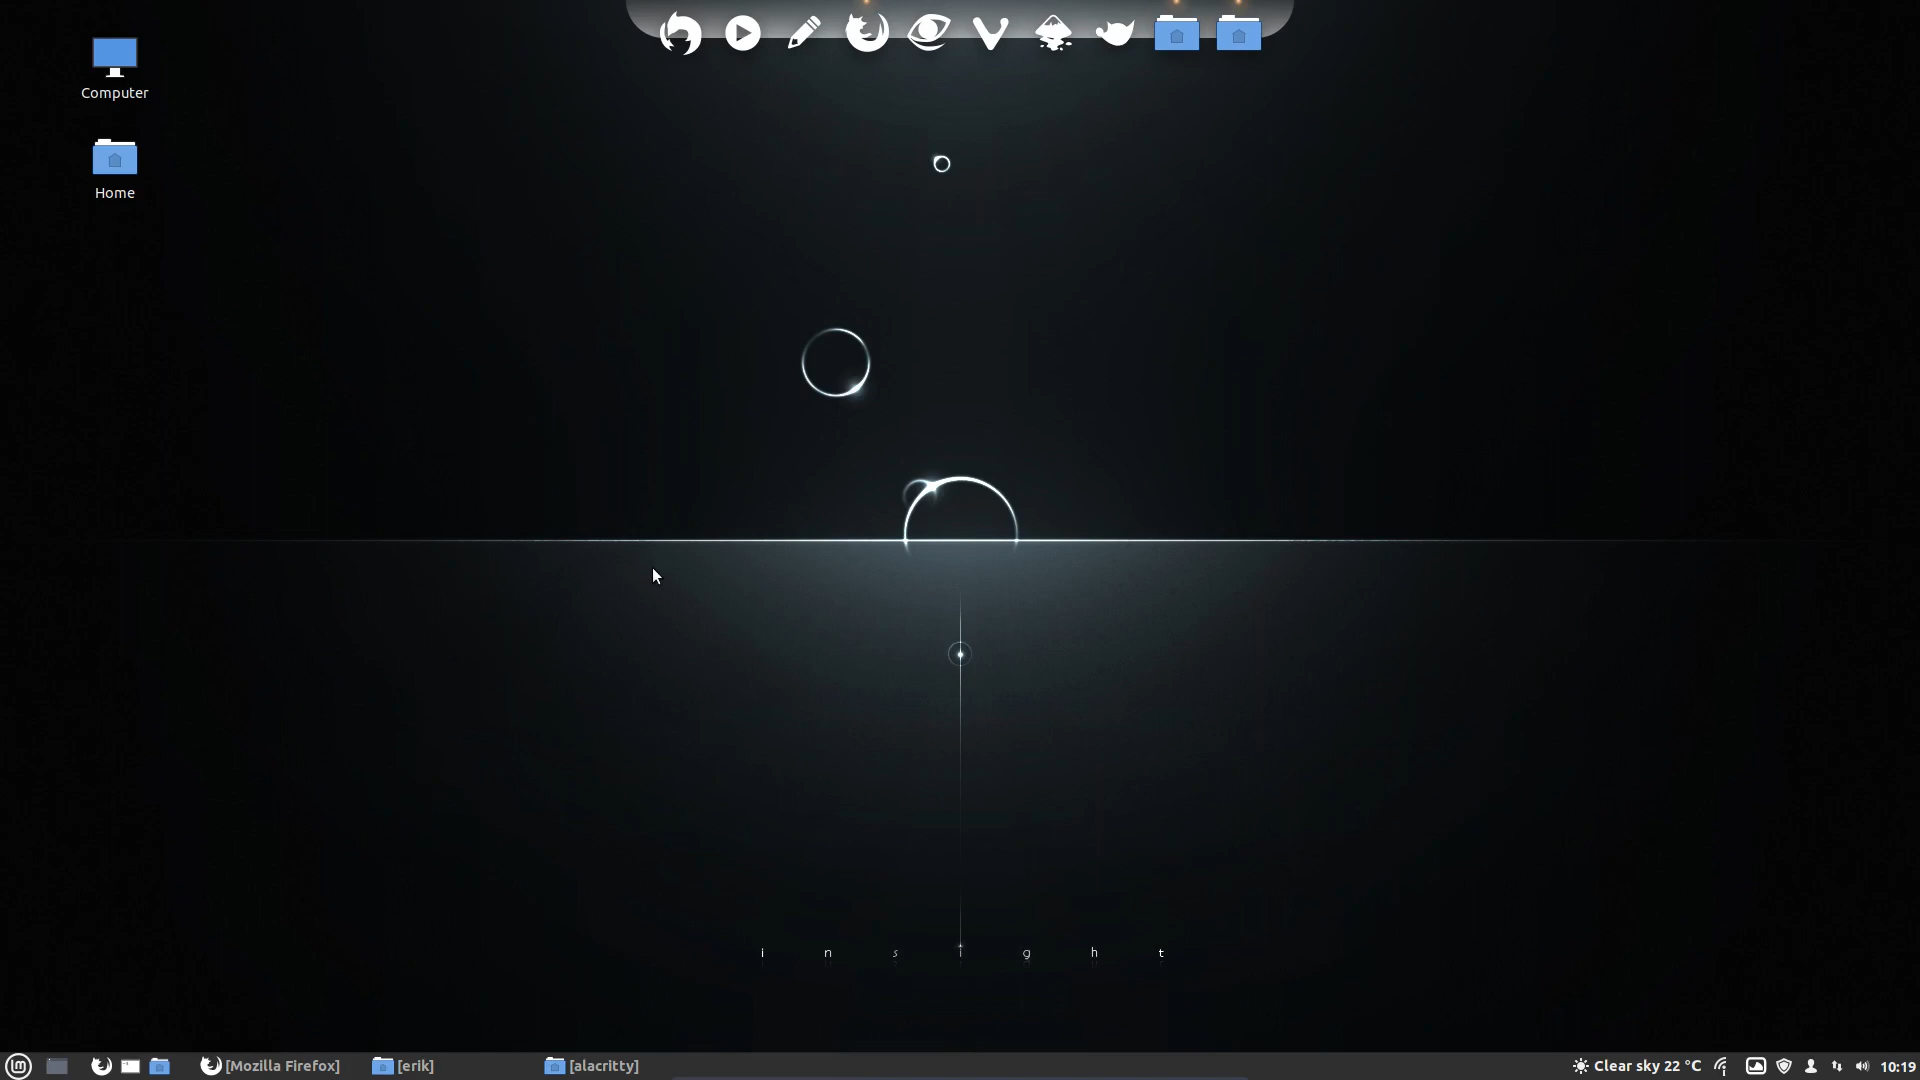 Computer
Home
i n s i g h t
[Mozilla Firefox] [erik] [alacritty] Clear sky 22 °C 10:19